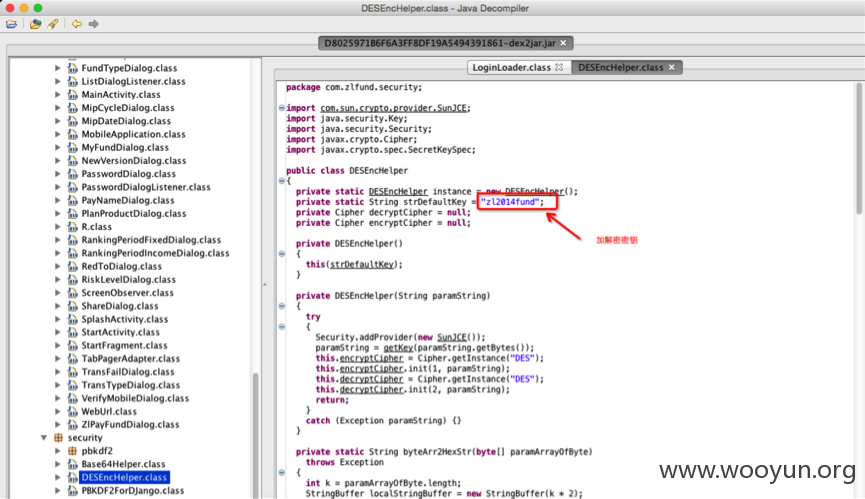 DESEncHelper.class - Java Decompiler
D8025971B6F6A3FF8DF19A5494391861-dex2jar.jar
FundTypeDialog.class
ListDialogListener.class
MainActivity.class
MipCycleDialog.class
MipDateDialog.class
MobileApplication.class
MyFundDialog.class
NewVersionDialog.class
PasswordDialog.class
PasswordDialogListener.class
PayNameDialog.class
PlanProductDialog.class
R.class
RankingPeriodFixedDialog.class
RankingPeriodIncomeDialog.class
RedToDialog.class
RiskLevelDialog.class
ScreenObserver.class
ShareDialog.class
SplashActivity.class
StartActivity.class
StartFragment.class
TabPagerAdapter.class
TransFailDialog.class
TransTypeDialog.class
VerifyMobileDialog.class
WebUrl.class
ZlPayFundDialog.class
security
pbkdf2
Base64Helper.class
DESEncHelper.class
PBKDF2ForDJango.class
LoginLoader.class
DESEncHelper.class
package com.zlfund.security;
import com.sun.crypto.provider.SunJCE;
import java.security.Key;
import java.security.Security;
import javax.crypto.Cipher;
import javax.crypto.spec.SecretKeySpec;
public class DESEncHelper
{
private static DESEncHelper instance = new DESEncHelper();
private static String strDefaultKey = "zl2014fund";
private Cipher decryptCipher = null;
private Cipher encryptCipher = null;
加解密密钥
private DESEncHelper()
{
this(strDefaultKey);
}
private DESEncHelper(String paramString)
{
try
{
Security.addProvider(new SunJCE());
paramString = getKey(paramString.getBytes());
this.encryptCipher = Cipher.getInstance("DES");
this.encryptCipher.init(1, paramString);
this.decryptCipher = Cipher.getInstance("DES");
this.decryptCipher.init(2, paramString);
return;
}
catch (Exception paramString) {}
}
private static String byteArr2HexStr(byte[] paramArrayOfByte)
throws Exception
{
int k = paramArrayOfByte.length;
StringBuffer localStringBuffer = new StringBuffer(k * 2);
www.wooyun.org